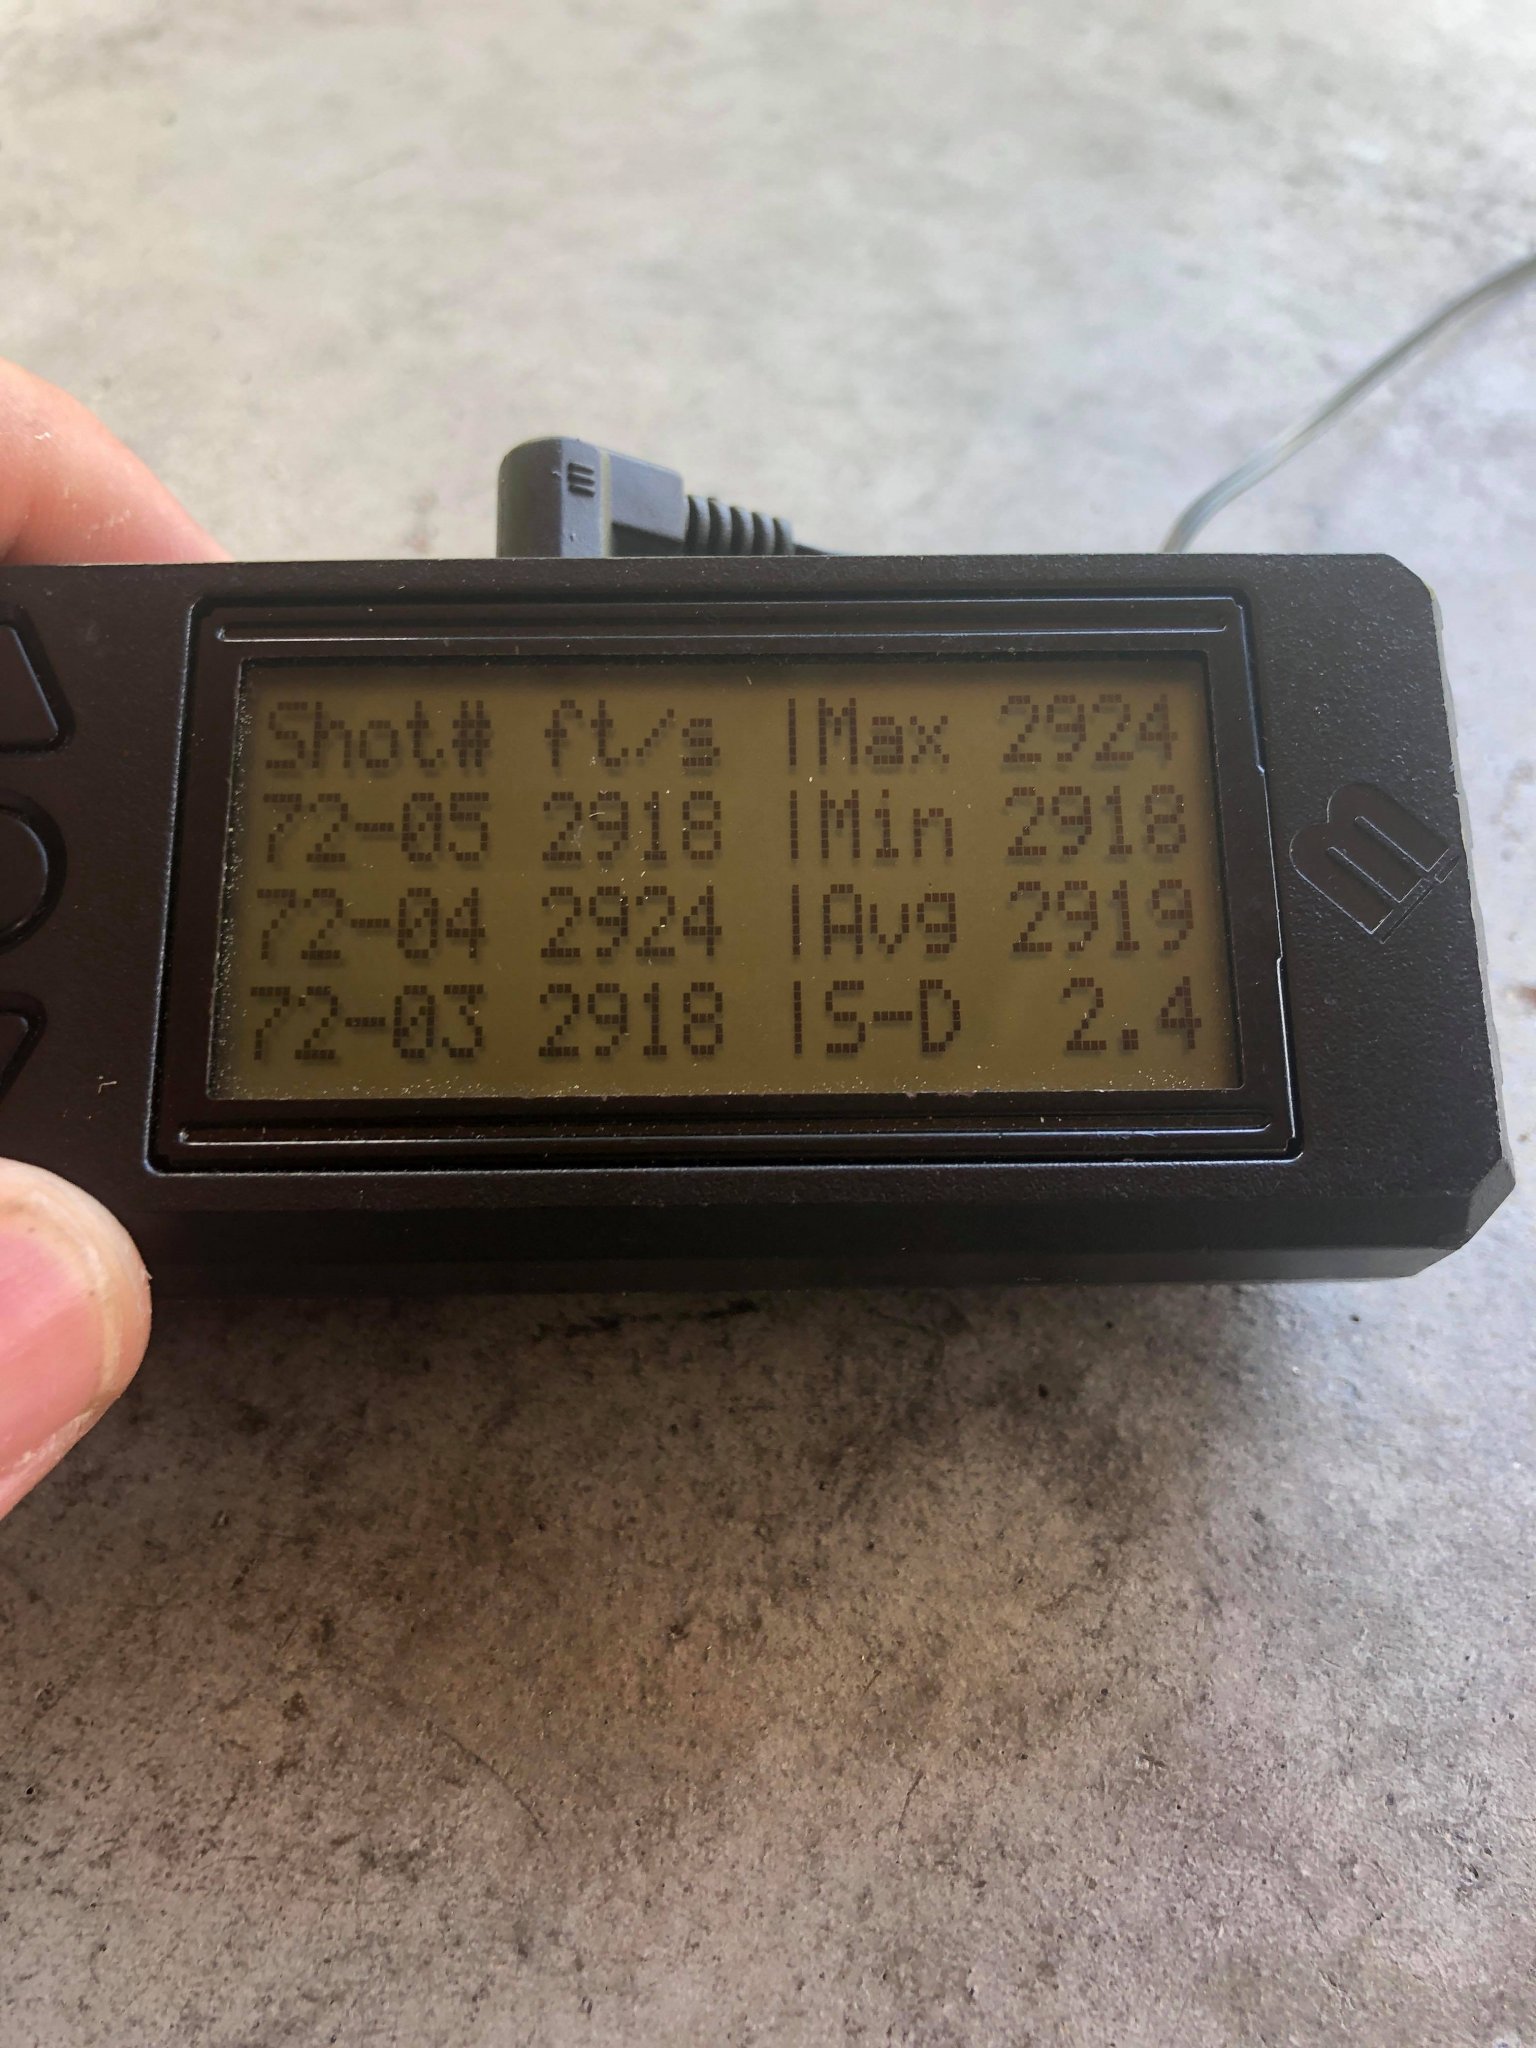 Shot# ft/s |Max 2924
72-05 2918 |Min 2918
72-04 2924 |Avg 2919
72-03 2918 |S-D 2.4
m